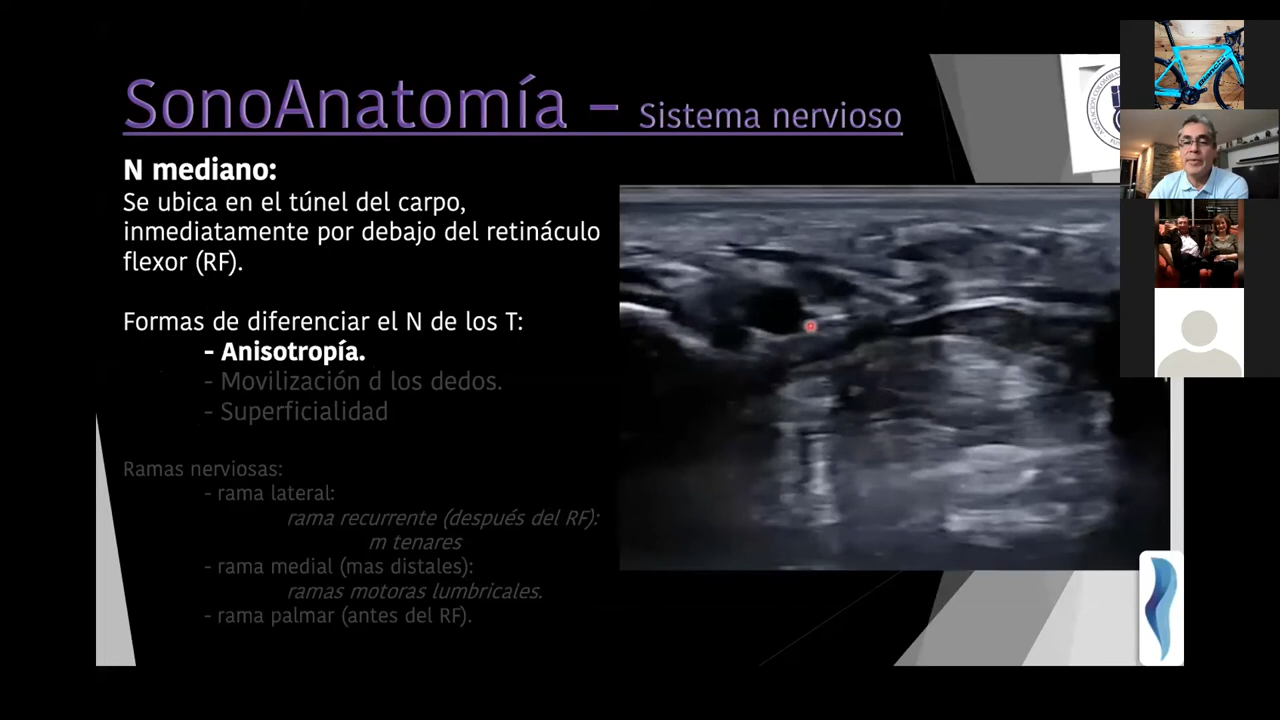 SonoAnatomía – Sistema nervioso
N mediano:
Se ubica en el túnel del carpo,
inmediatamente por debajo del retináculo
flexor (RF).
Formas de diferenciar el N de los T:
- Anisotropía.
- Movilización d los dedos.
- Superficialidad
Ramas nerviosas:
- rama lateral:
rama recurrente (después del RF):
m tenares
- rama medial (mas distales):
ramas motoras lumbricales.
- rama palmar (antes del RF).